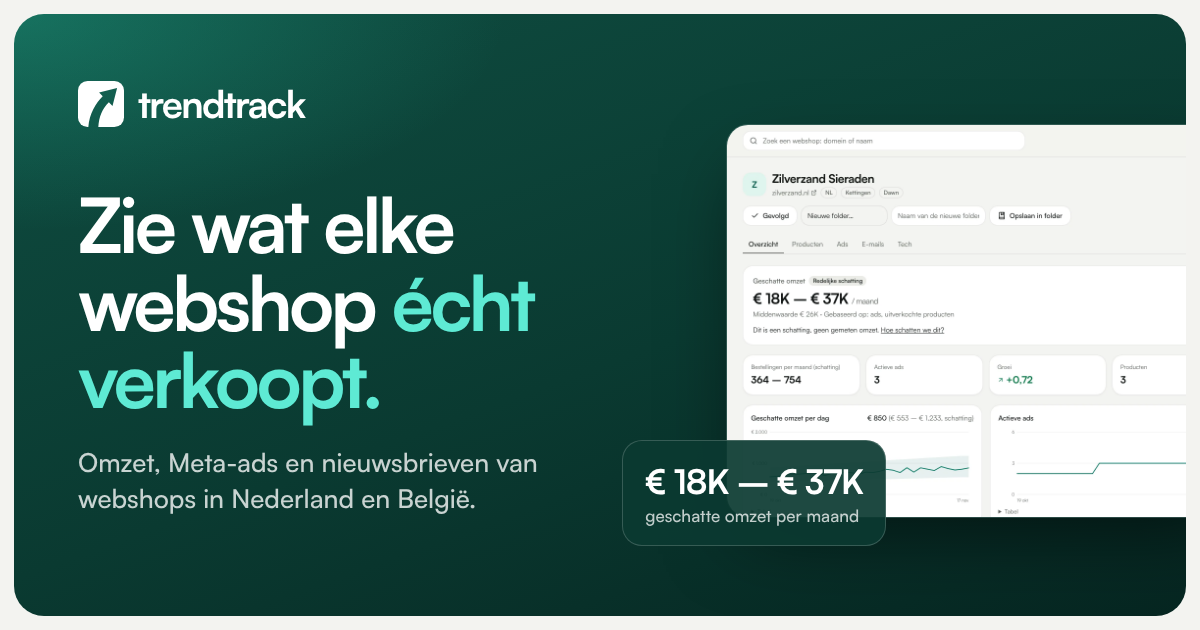 trendtrack
Zie wat elke
webshop écht
verkoopt.
Omzet, Meta-ads en nieuwsbrieven van
webshops in Nederland en België.
Zoek een webshop: domein of naam
Z
Zilverzand Sieraden
zilverzand.nl NL Kettingen Dawn
Gevolgd Nieuwe folder... Naam van de nieuwe folder Opslaan in folder
Overzicht Producten Ads E-mails Tech
Geschatte omzet Redelijke schatting
€ 18K — € 37K / maand
Middenwaarde € 26K · Gebaseerd op: ads, uitverkochte producten
Dit is een schatting, geen gemeten omzet. Hoe schatten we dit?
Bestellingen per maand (schatting)
364 — 754
Actieve ads
3
Groei
+0,72
Producten
3
Geschatte omzet per dag € 850 (€ 553 — € 1.233, schatting)
Actieve ads
6
3
0
Tabel
€ 18K — € 37K
geschatte omzet per maand